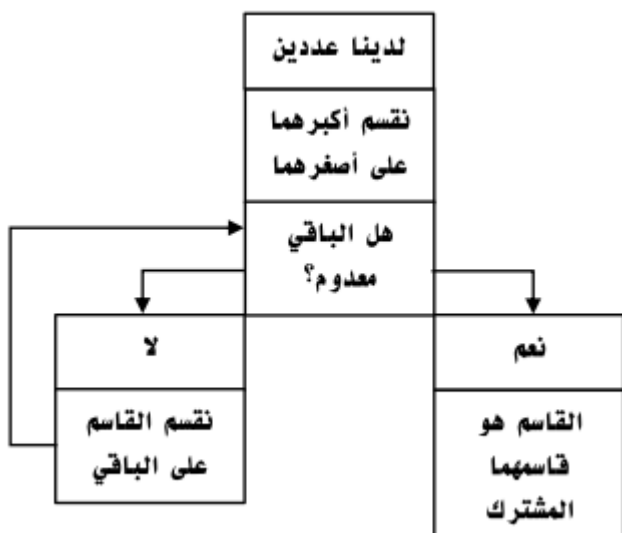 لدينا عددين
نقسم أكبرهما
على أصغرهما
هل الباقي
معدوم؟
نعم
القاسم هو
قاسمهما
المشترك
لا
نقسم القاسم
على الباقي